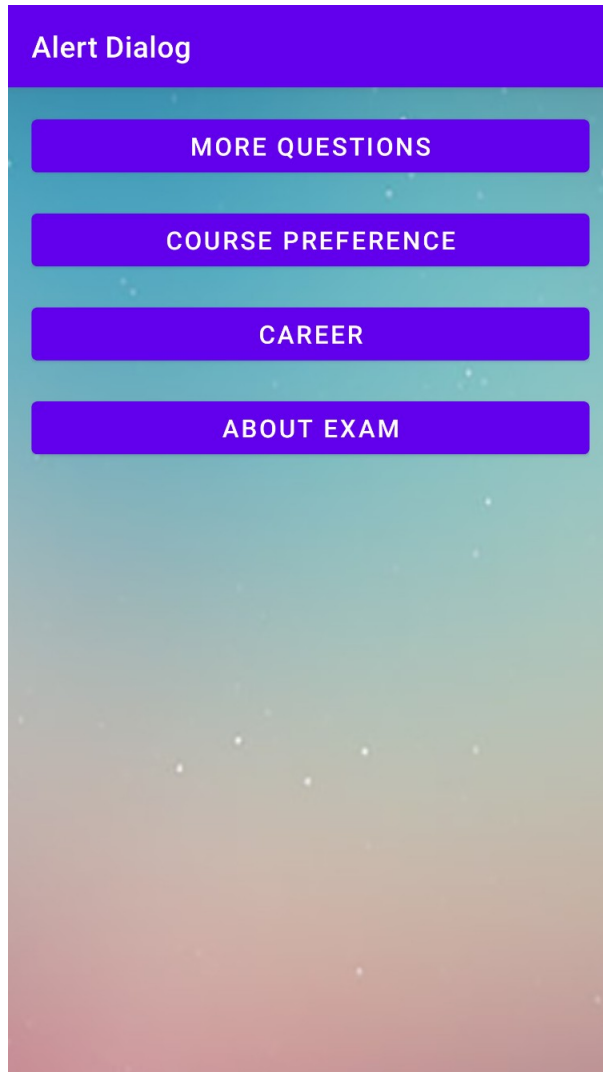 Alert Dialog
MORE QUESTIONS
COURSE PREFERENCE
CAREER
ABOUT EXAM